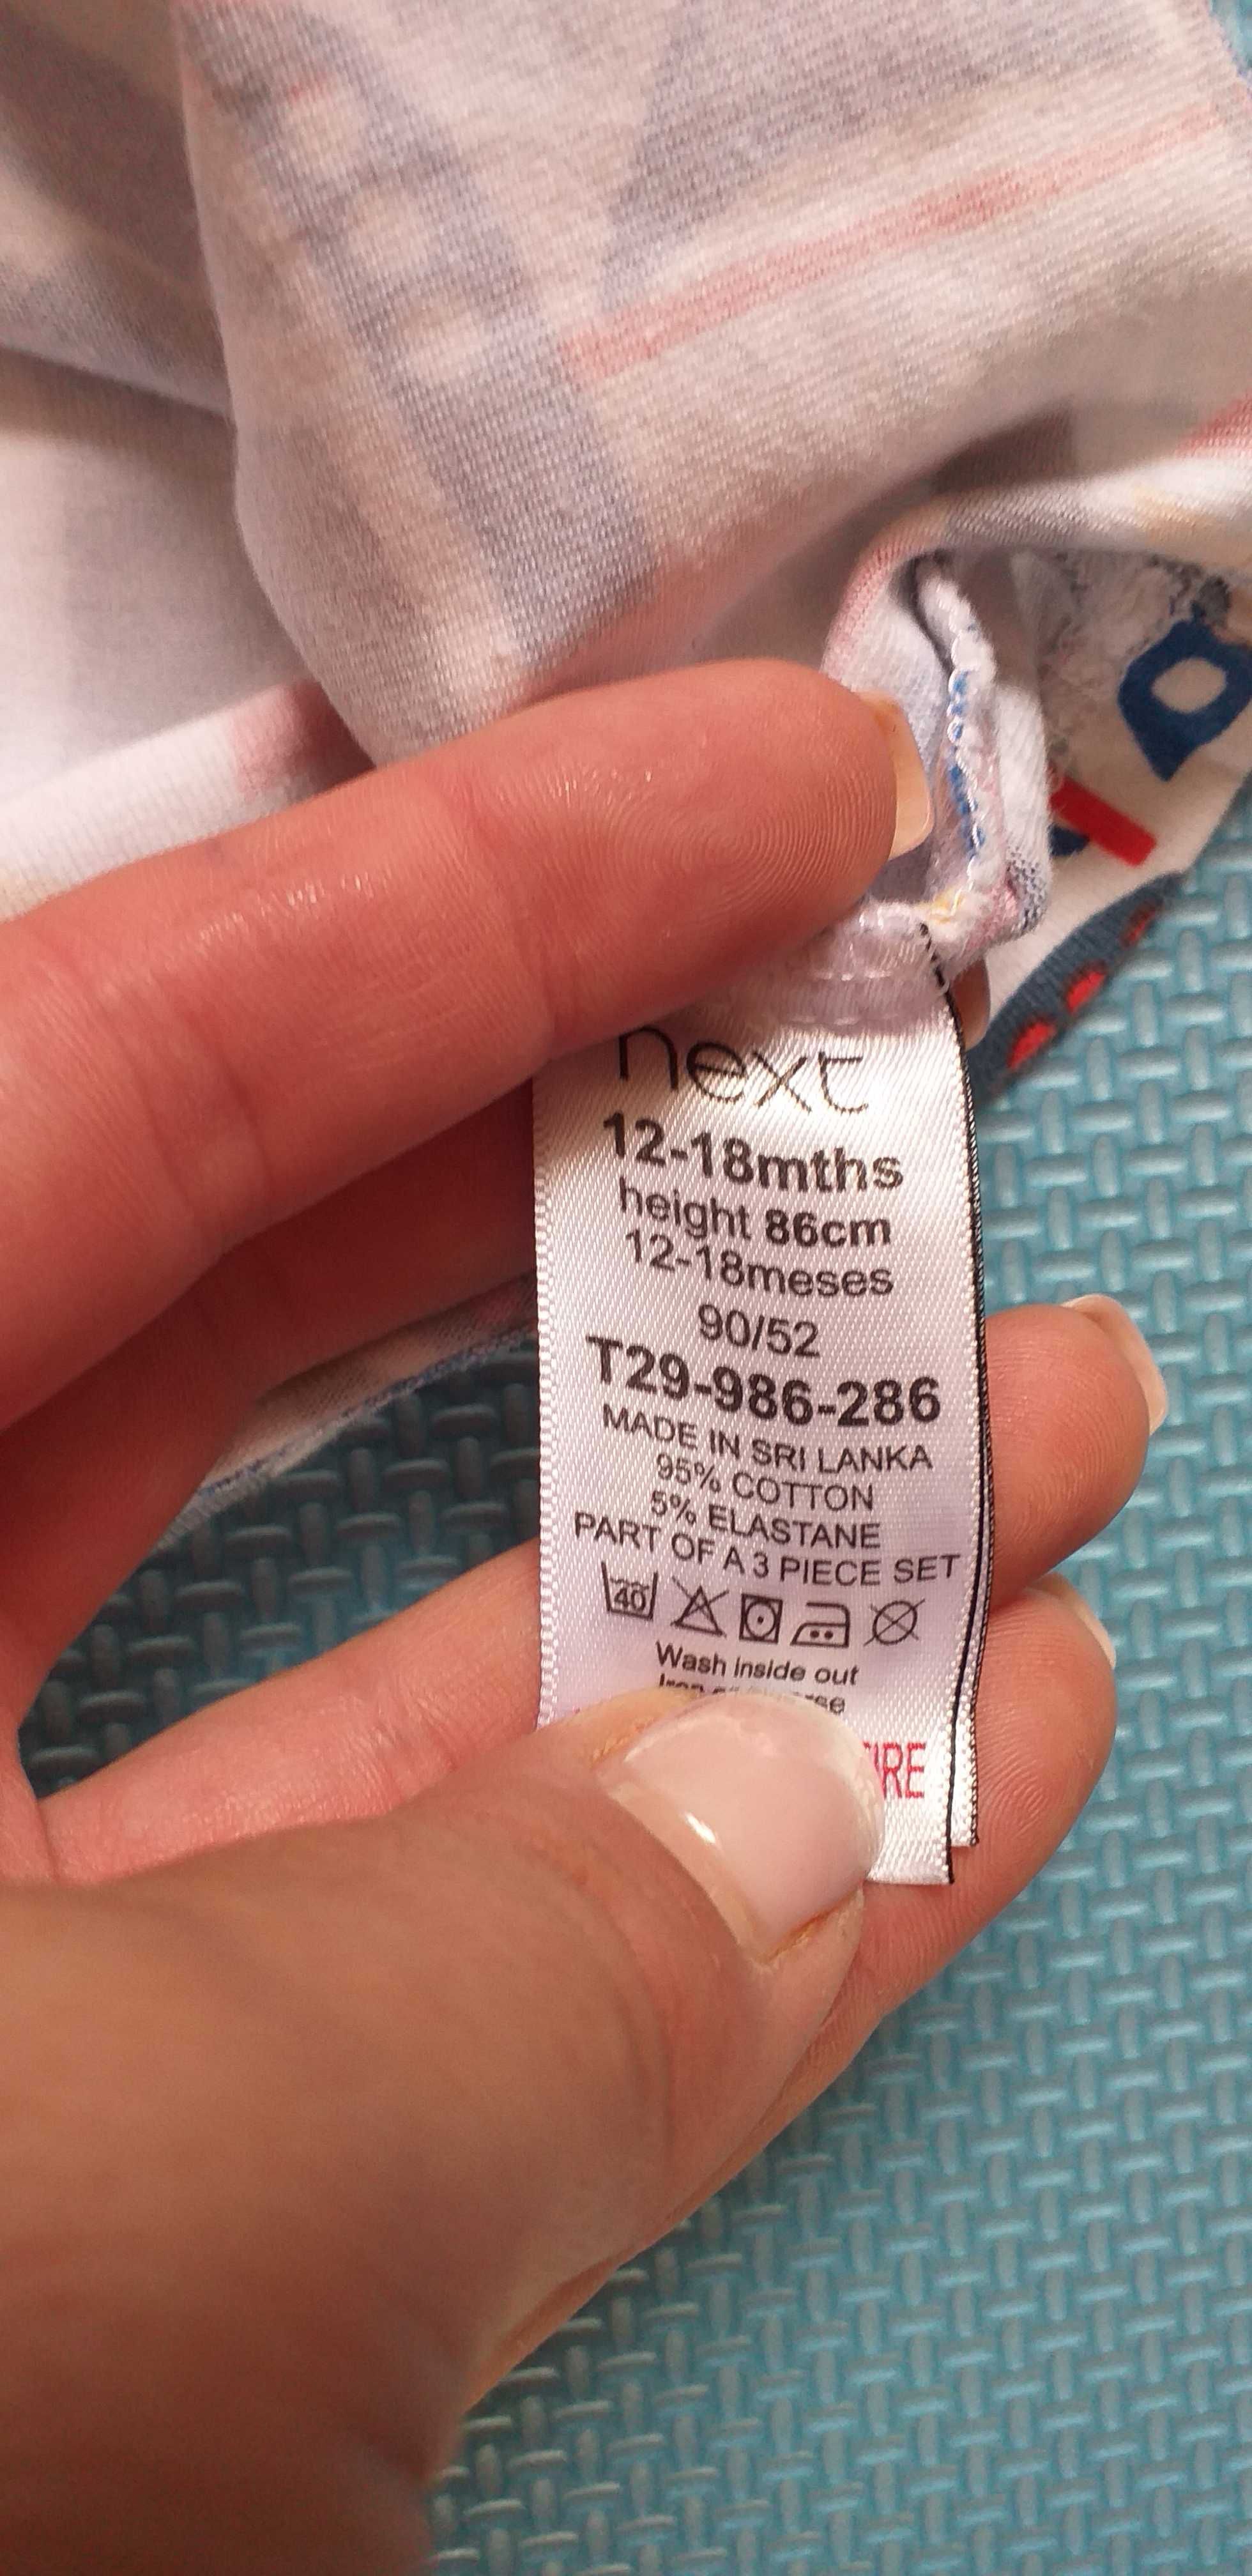 next
12-18mths
height 86cm
12-18meses
90/52
T29-986-286
MADE IN SRI LANKA
95% COTTON
5% ELASTANE
PART OF A 3 PIECE SET
40
Wash inside out